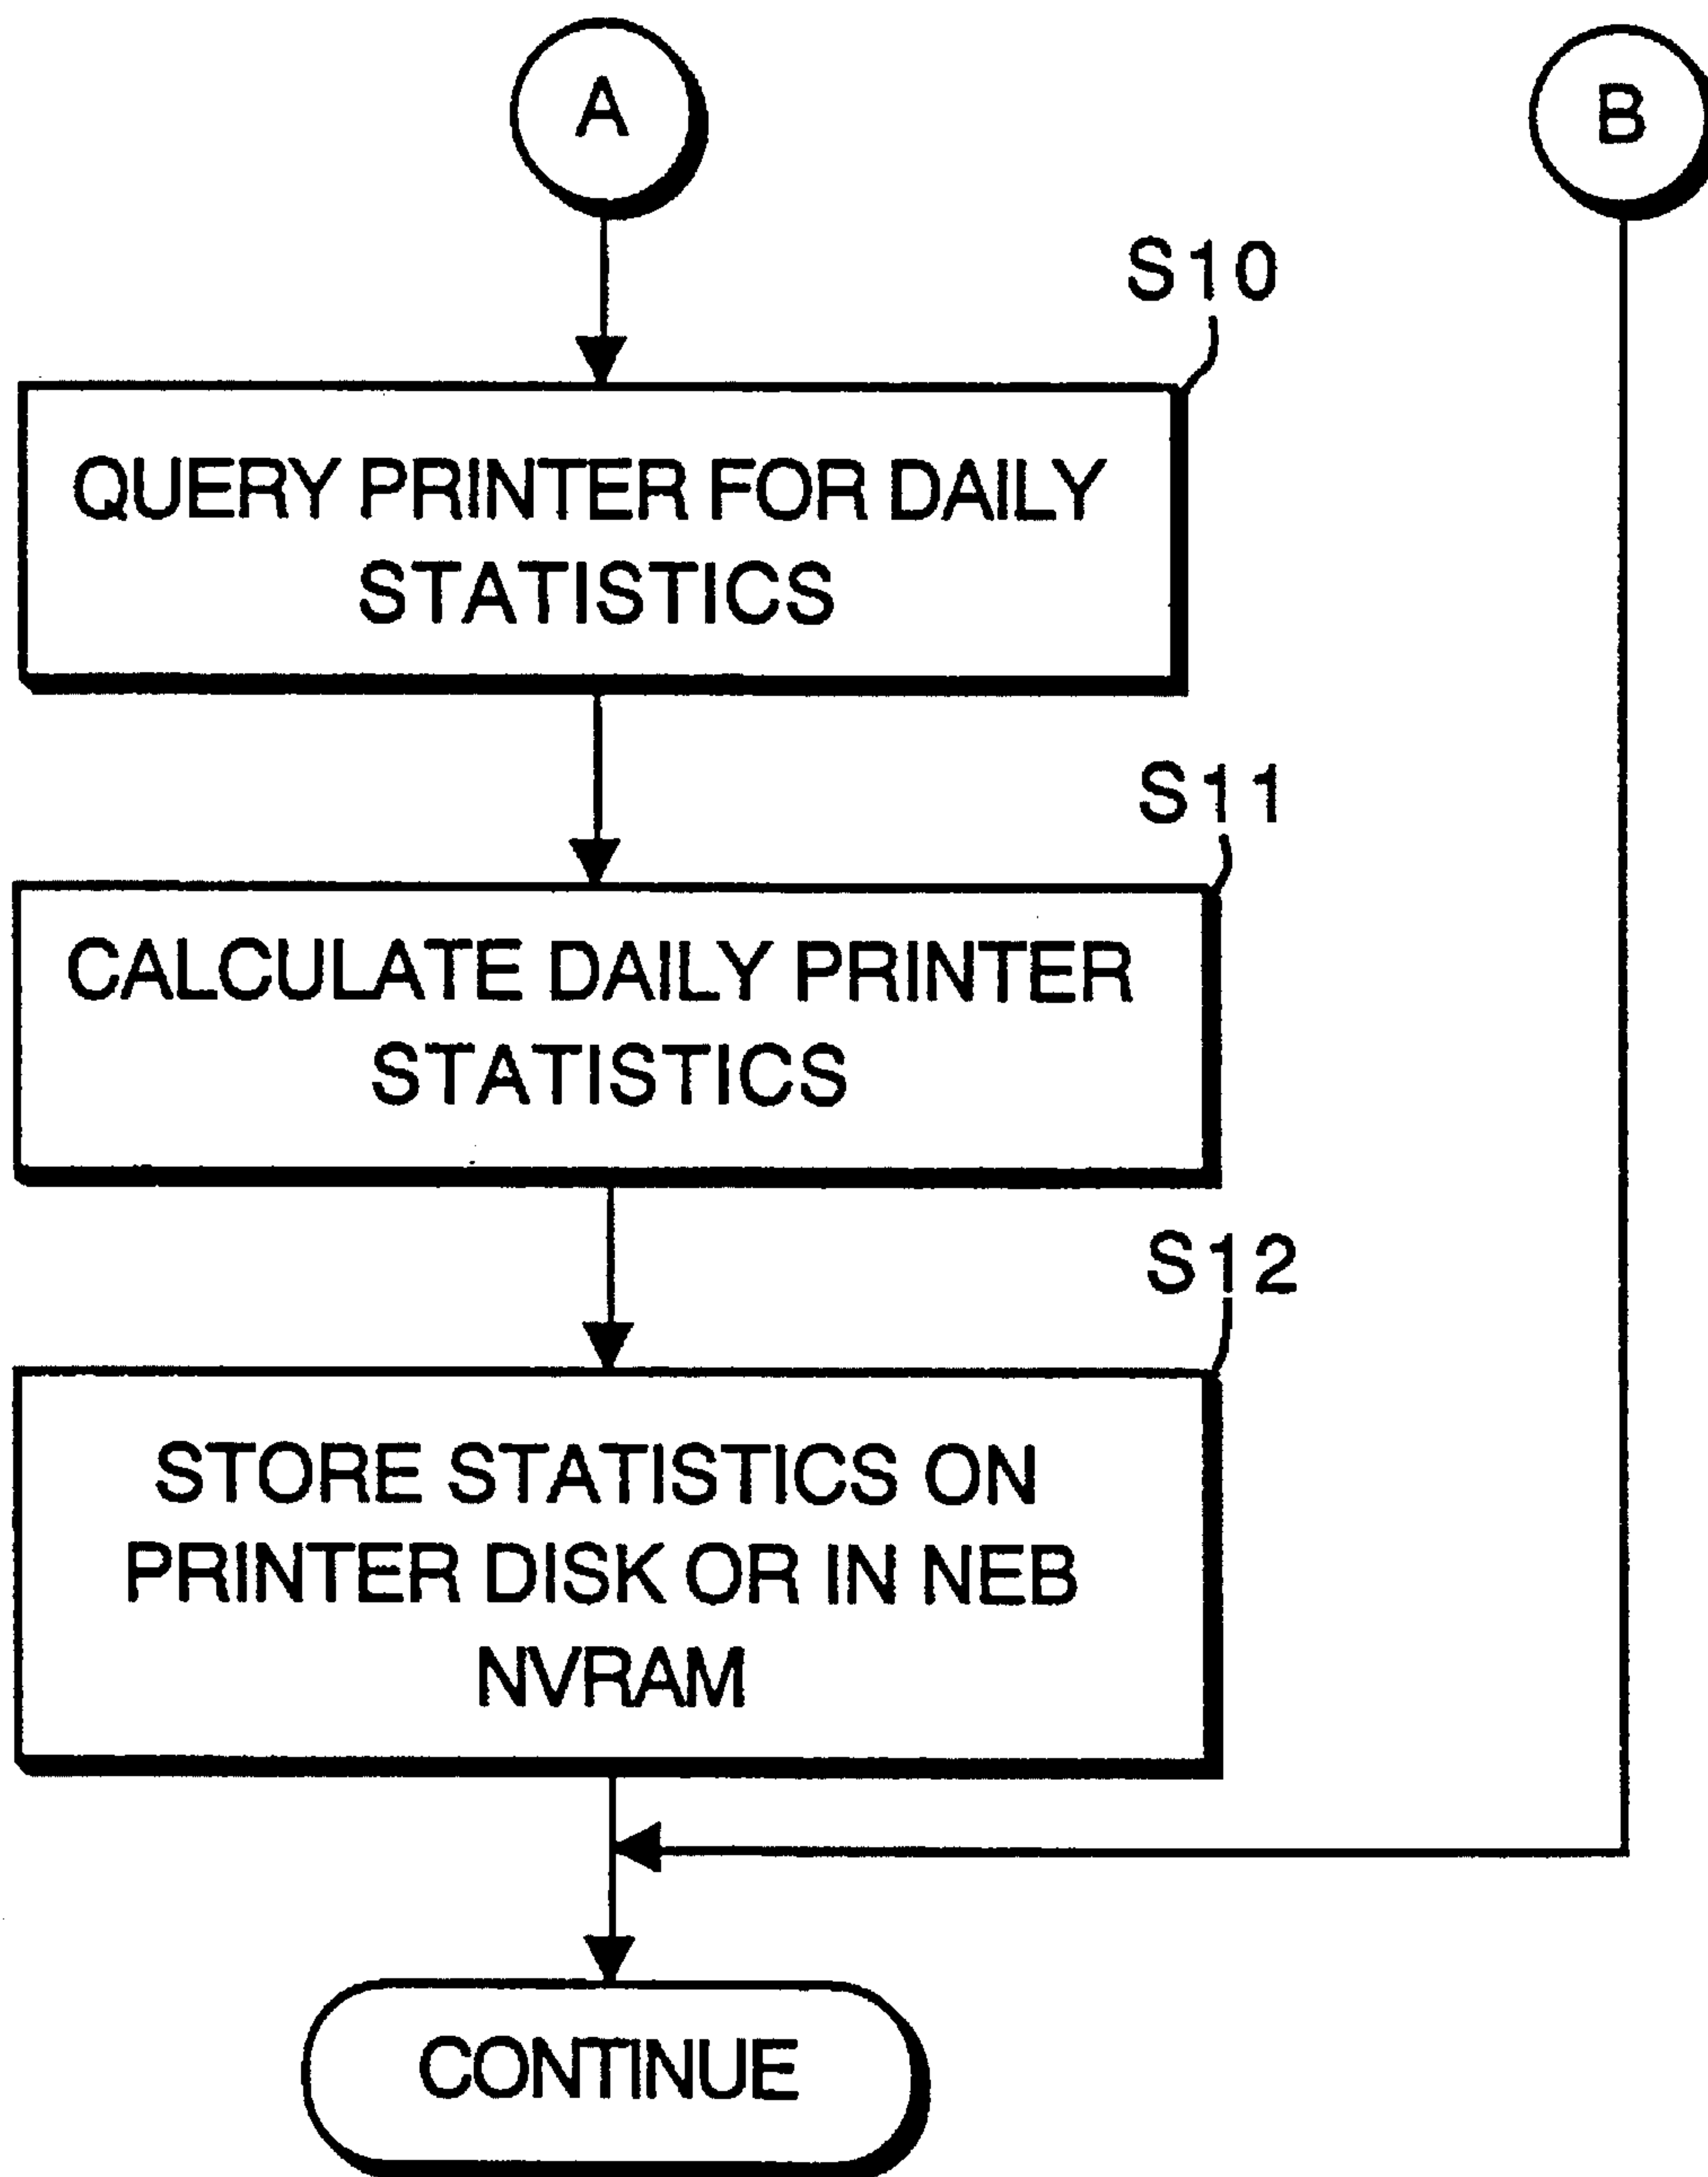 A
B
S10
QUERY PRINTER FOR DAILY
STATISTICS
S11
CALCULATE DAILY PRINTER
STATISTICS
S12
STORE STATISTICS ON
PRINTER DISK OR IN NEB
NVRAM
CONTINUE